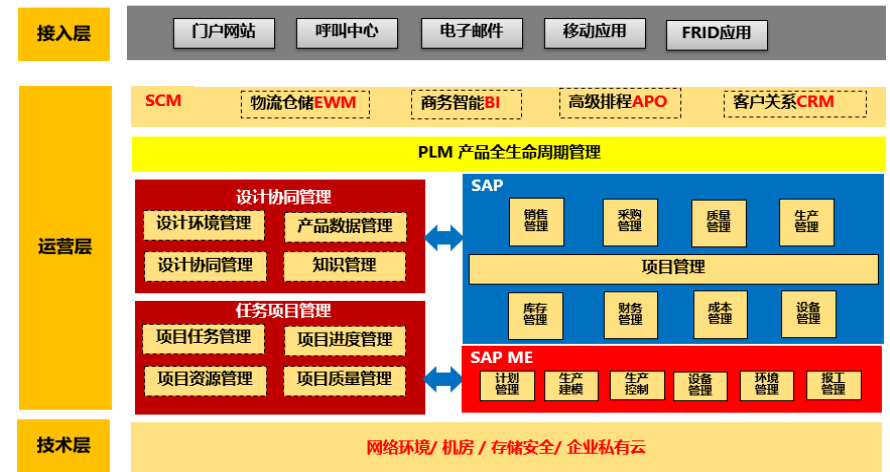 接入层
门户网站
呼叫中心
电子邮件
移动应用
FRID应用
运营层
SCM
物流仓储EWM
商务智能BI
高级排程APO
客户关系CRM
PLM 产品全生命周期管理
设计协同管理
设计环境管理
产品数据管理
设计协同管理
知识管理
任务项目管理
项目任务管理
项目进度管理
项目资源管理
项目质量管理
SAP
销售
管理
采购
管理
质量
管理
生产
管理
项目管理
库存
管理
财务
管理
成本
管理
设备
管理
SAP ME
计划
管理
生产
建模
生产
控制
设备
管理
环境
管理
报工
管理
技术层
网络环境/ 机房 / 存储安全/ 企业私有云